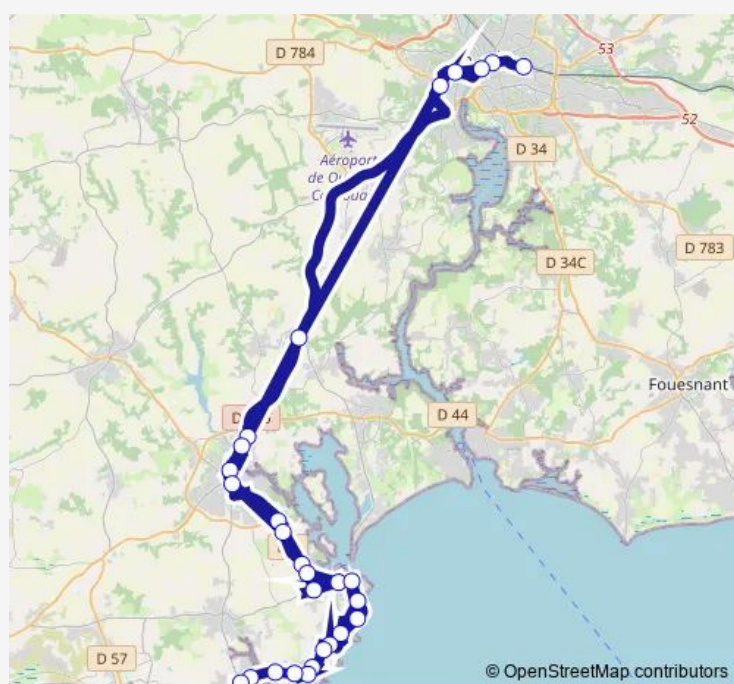 D 784
53
52
Aéroport
de
D 34
D 34C
D 783
Fouesnant
D 44
D 57
© OpenStreetMap contributors